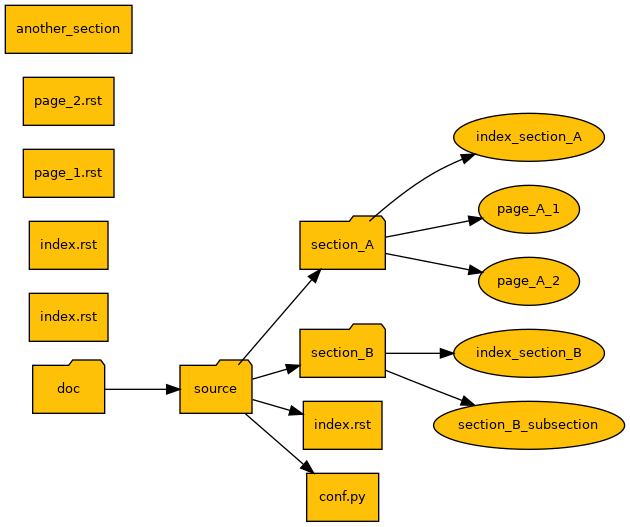 another_section
page_2.rst
page_1.rst
index.rst
index.rst
doc
source
section_A
section_B
index.rst
conf.py
index_section_A
page_A_1
page_A_2
index_section_B
section_B_subsection